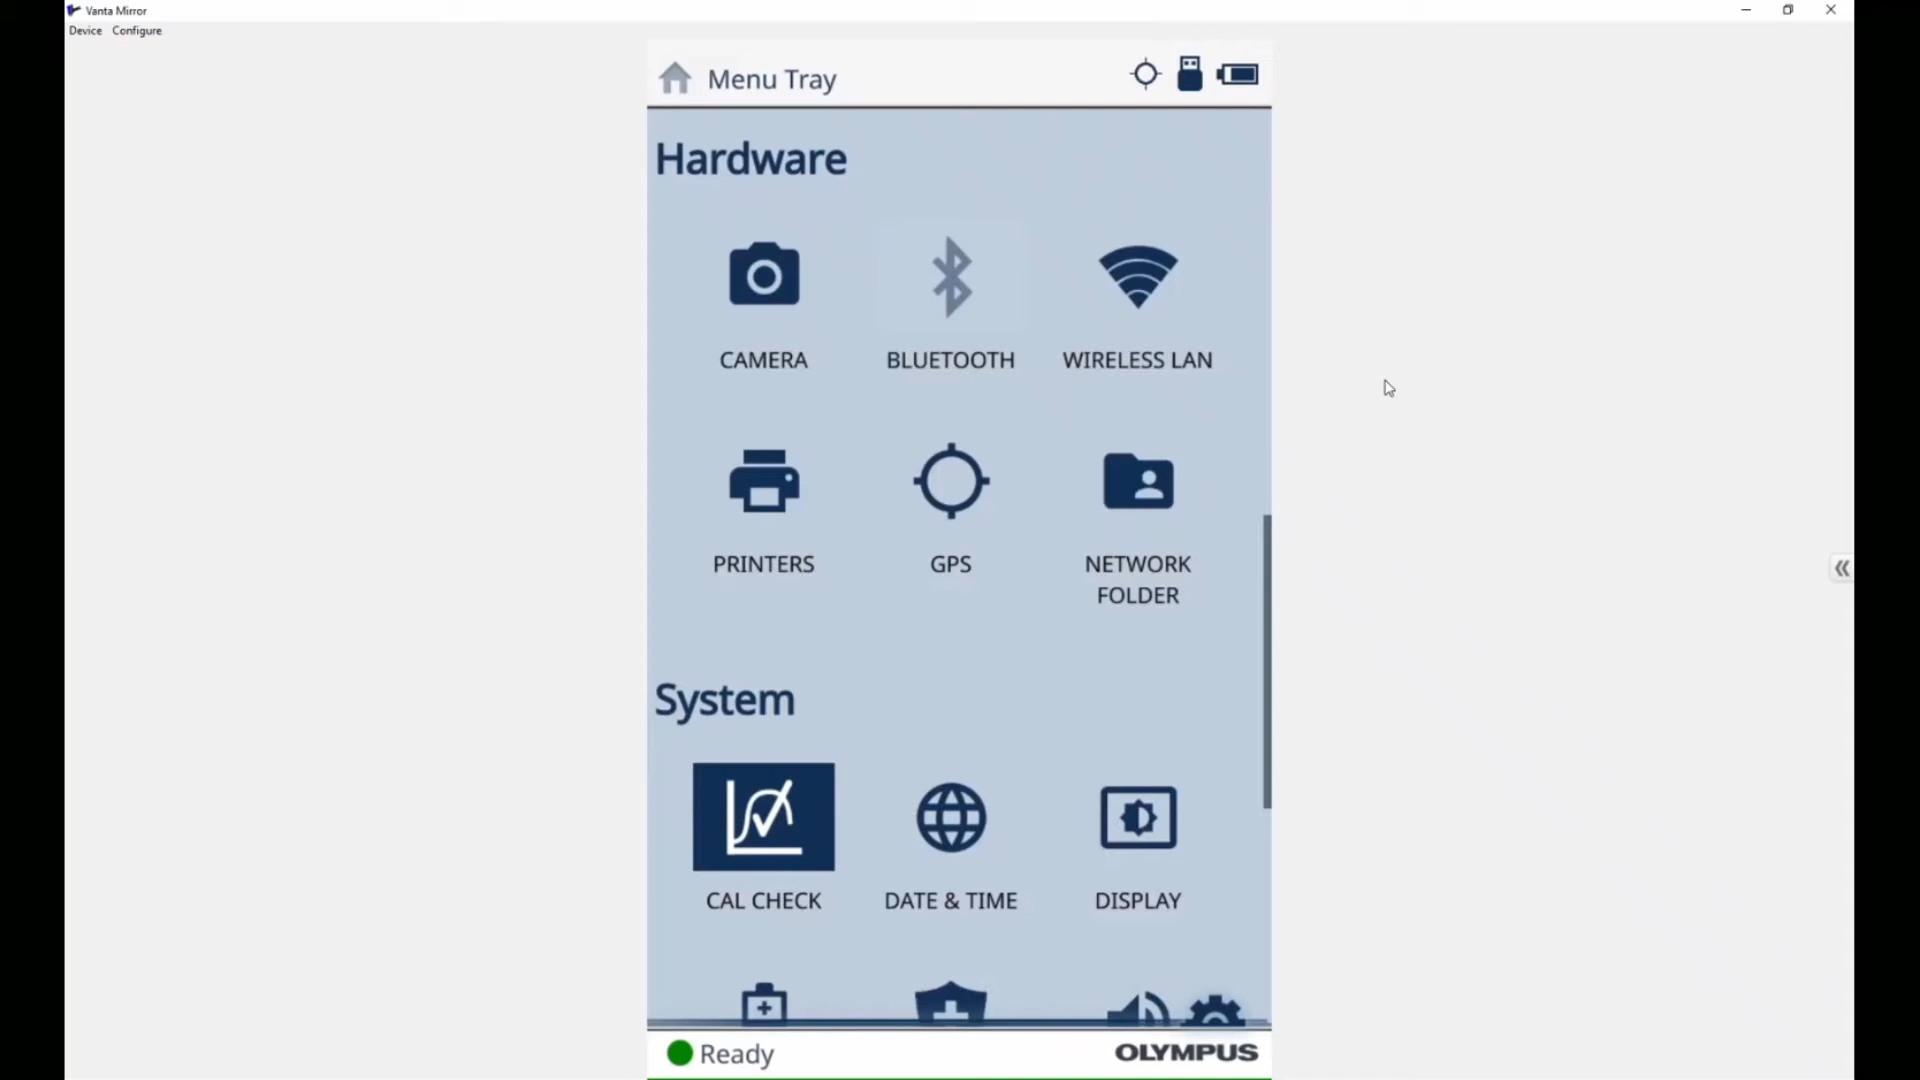 Vanta Mirror
Device Configure
Menu Tray
Hardware
CAMERA BLUETOOTH WIRELESS LAN
PRINTERS GPS NETWORK FOLDER
System
CAL CHECK DATE & TIME DISPLAY
Ready OLYMPUS